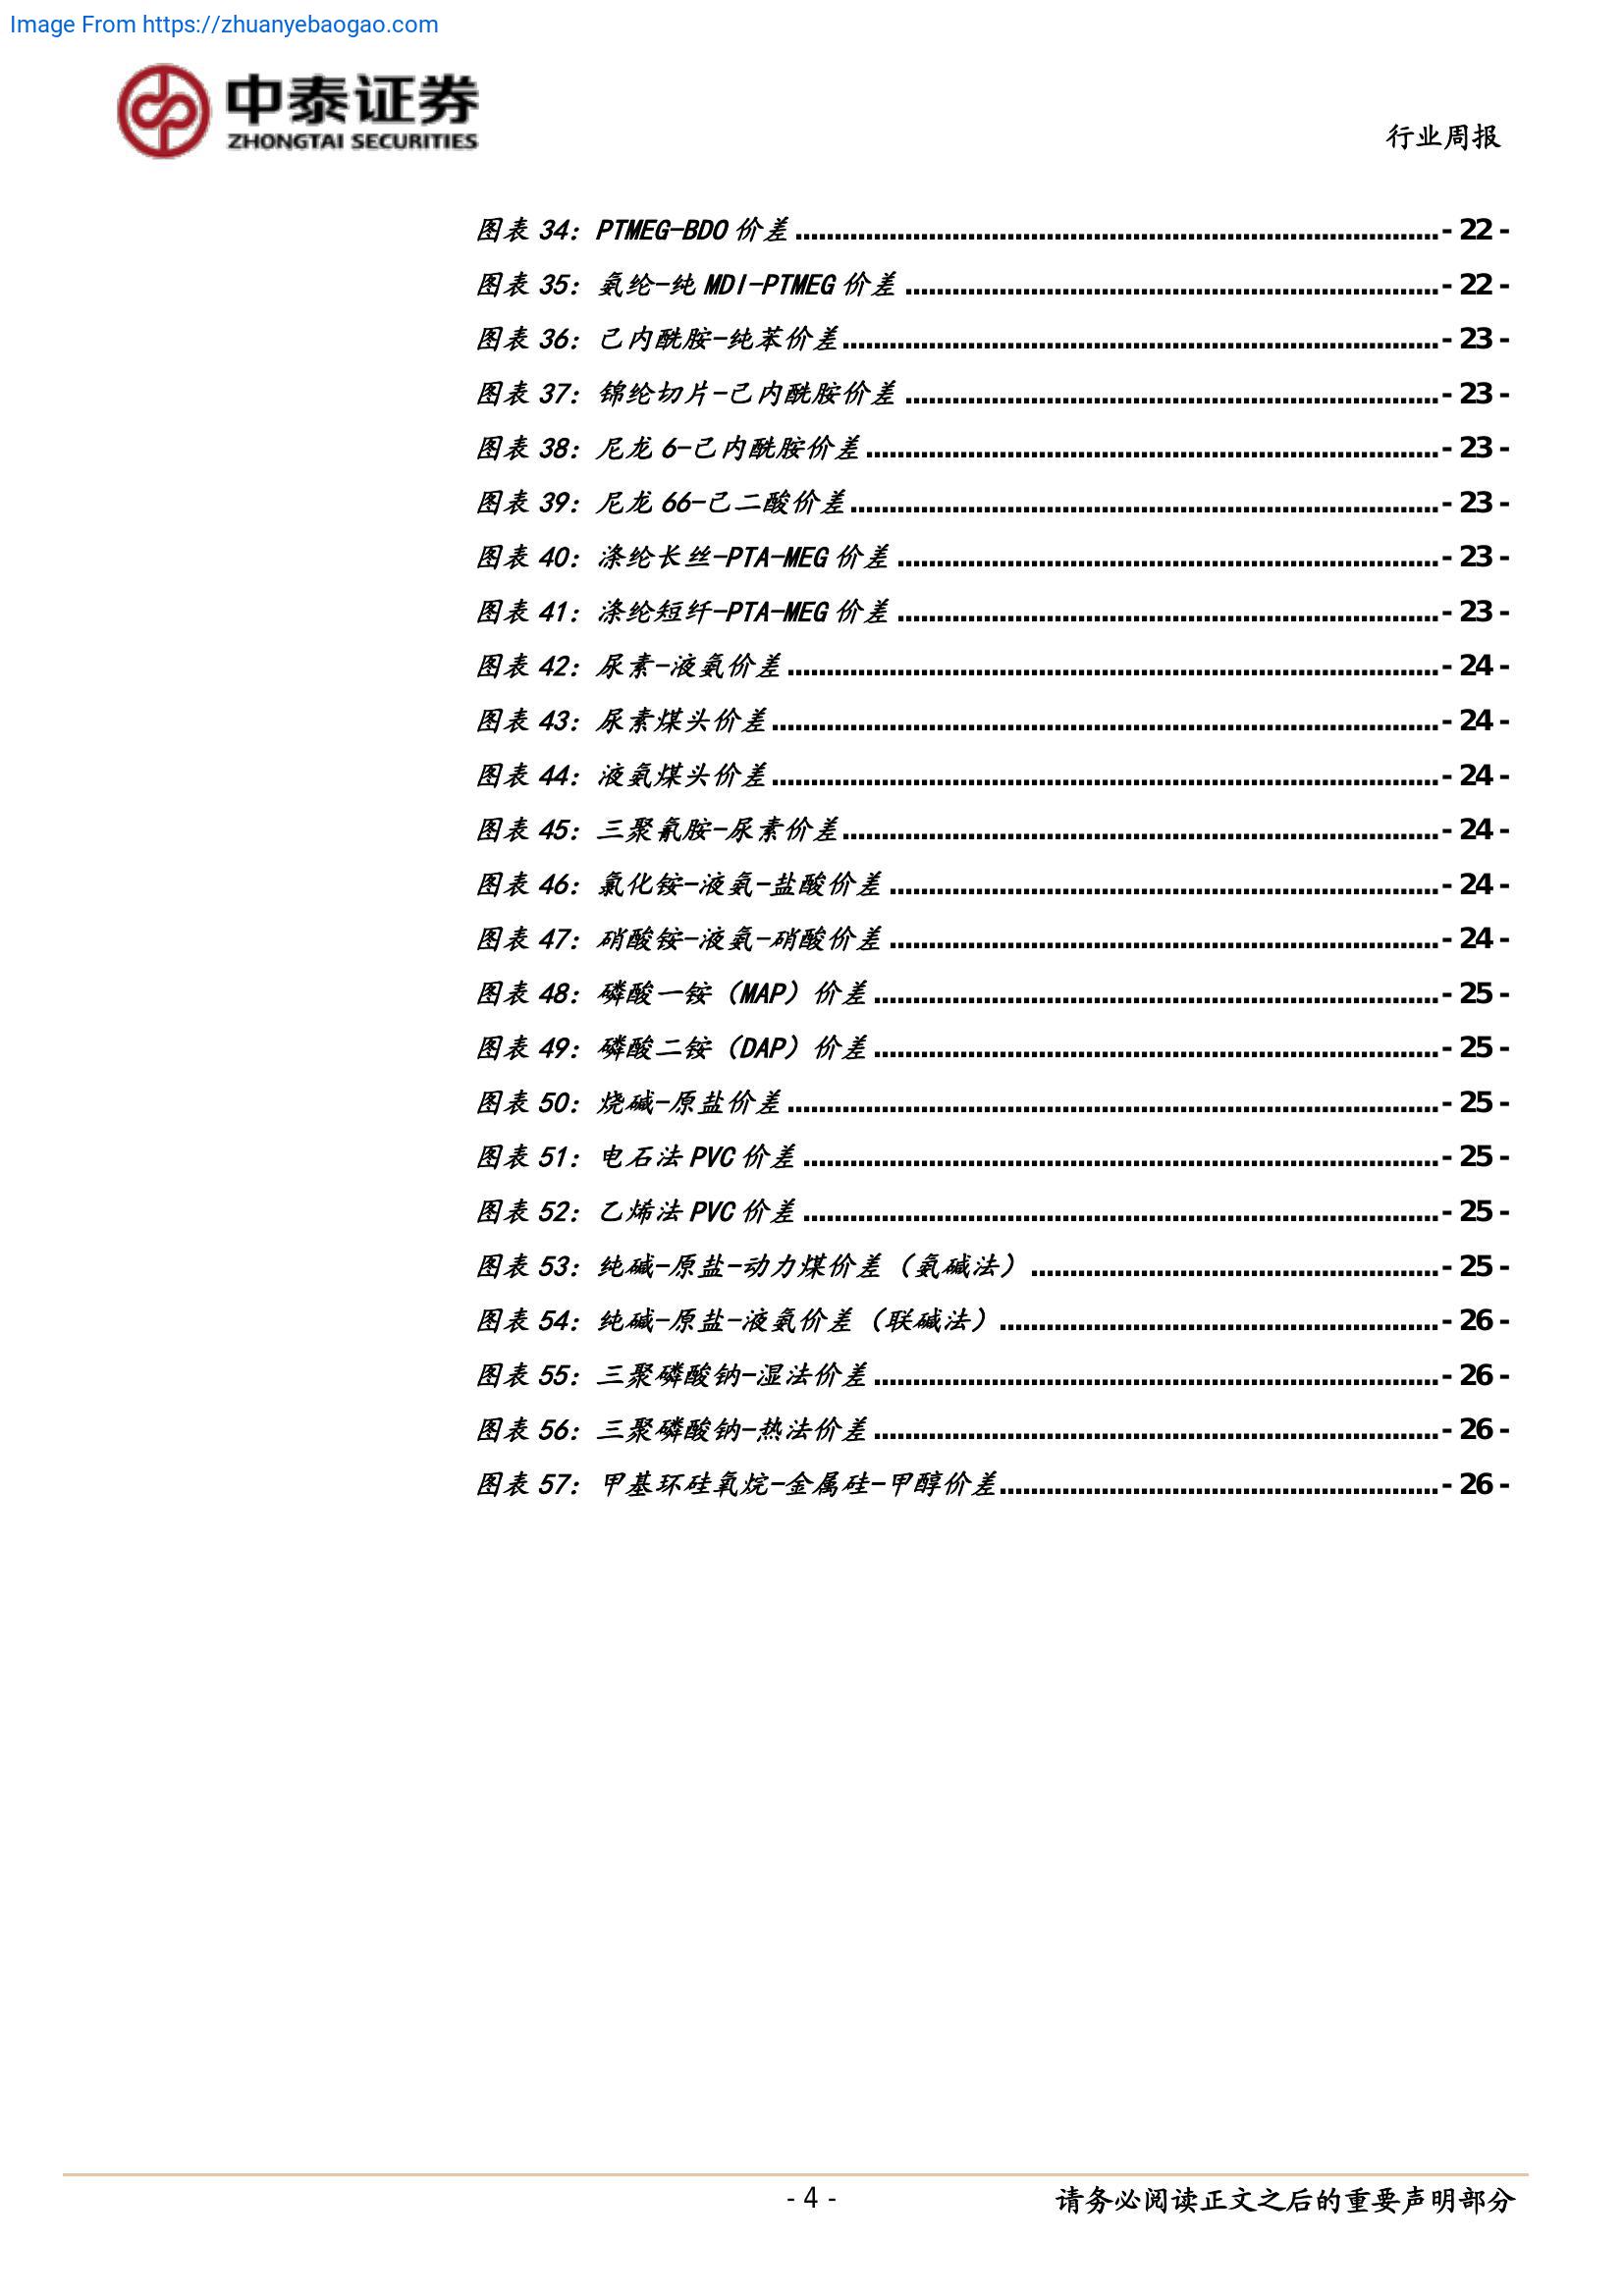 Image From https://zhuanyebaogao.com
中泰证券
ZHONGTAI SECURITIES
行业周报
图表 34：PTMEG-BDO 价差 - 22 -
图表 35：氨纶-纯 MDI-PTMEG 价差 - 22 -
图表 36：己内酰胺-纯苯价差 - 23 -
图表 37：锦纶切片-己内酰胺价差 - 23 -
图表 38：尼龙 6-己内酰胺价差 - 23 -
图表 39：尼龙 66-己二酸价差 - 23 -
图表 40：涤纶长丝-PTA-MEG 价差 - 23 -
图表 41：涤纶短纤-PTA-MEG 价差 - 23 -
图表 42：尿素-液氨价差 - 24 -
图表 43：尿素煤头价差 - 24 -
图表 44：液氨煤头价差 - 24 -
图表 45：三聚氰胺-尿素价差 - 24 -
图表 46：氯化铵-液氨-盐酸价差 - 24 -
图表 47：硝酸铵-液氨-硝酸价差 - 24 -
图表 48：磷酸一铵（MAP）价差 - 25 -
图表 49：磷酸二铵（DAP）价差 - 25 -
图表 50：烧碱-原盐价差 - 25 -
图表 51：电石法 PVC 价差 - 25 -
图表 52：乙烯法 PVC 价差 - 25 -
图表 53：纯碱-原盐-动力煤价差（氨碱法） - 25 -
图表 54：纯碱-原盐-液氨价差（联碱法） - 26 -
图表 55：三聚磷酸钠-湿法价差 - 26 -
图表 56：三聚磷酸钠-热法价差 - 26 -
图表 57：甲基环硅氧烷-金属硅-甲醇价差 - 26 -
- 4 -
请务必阅读正文之后的重要声明部分